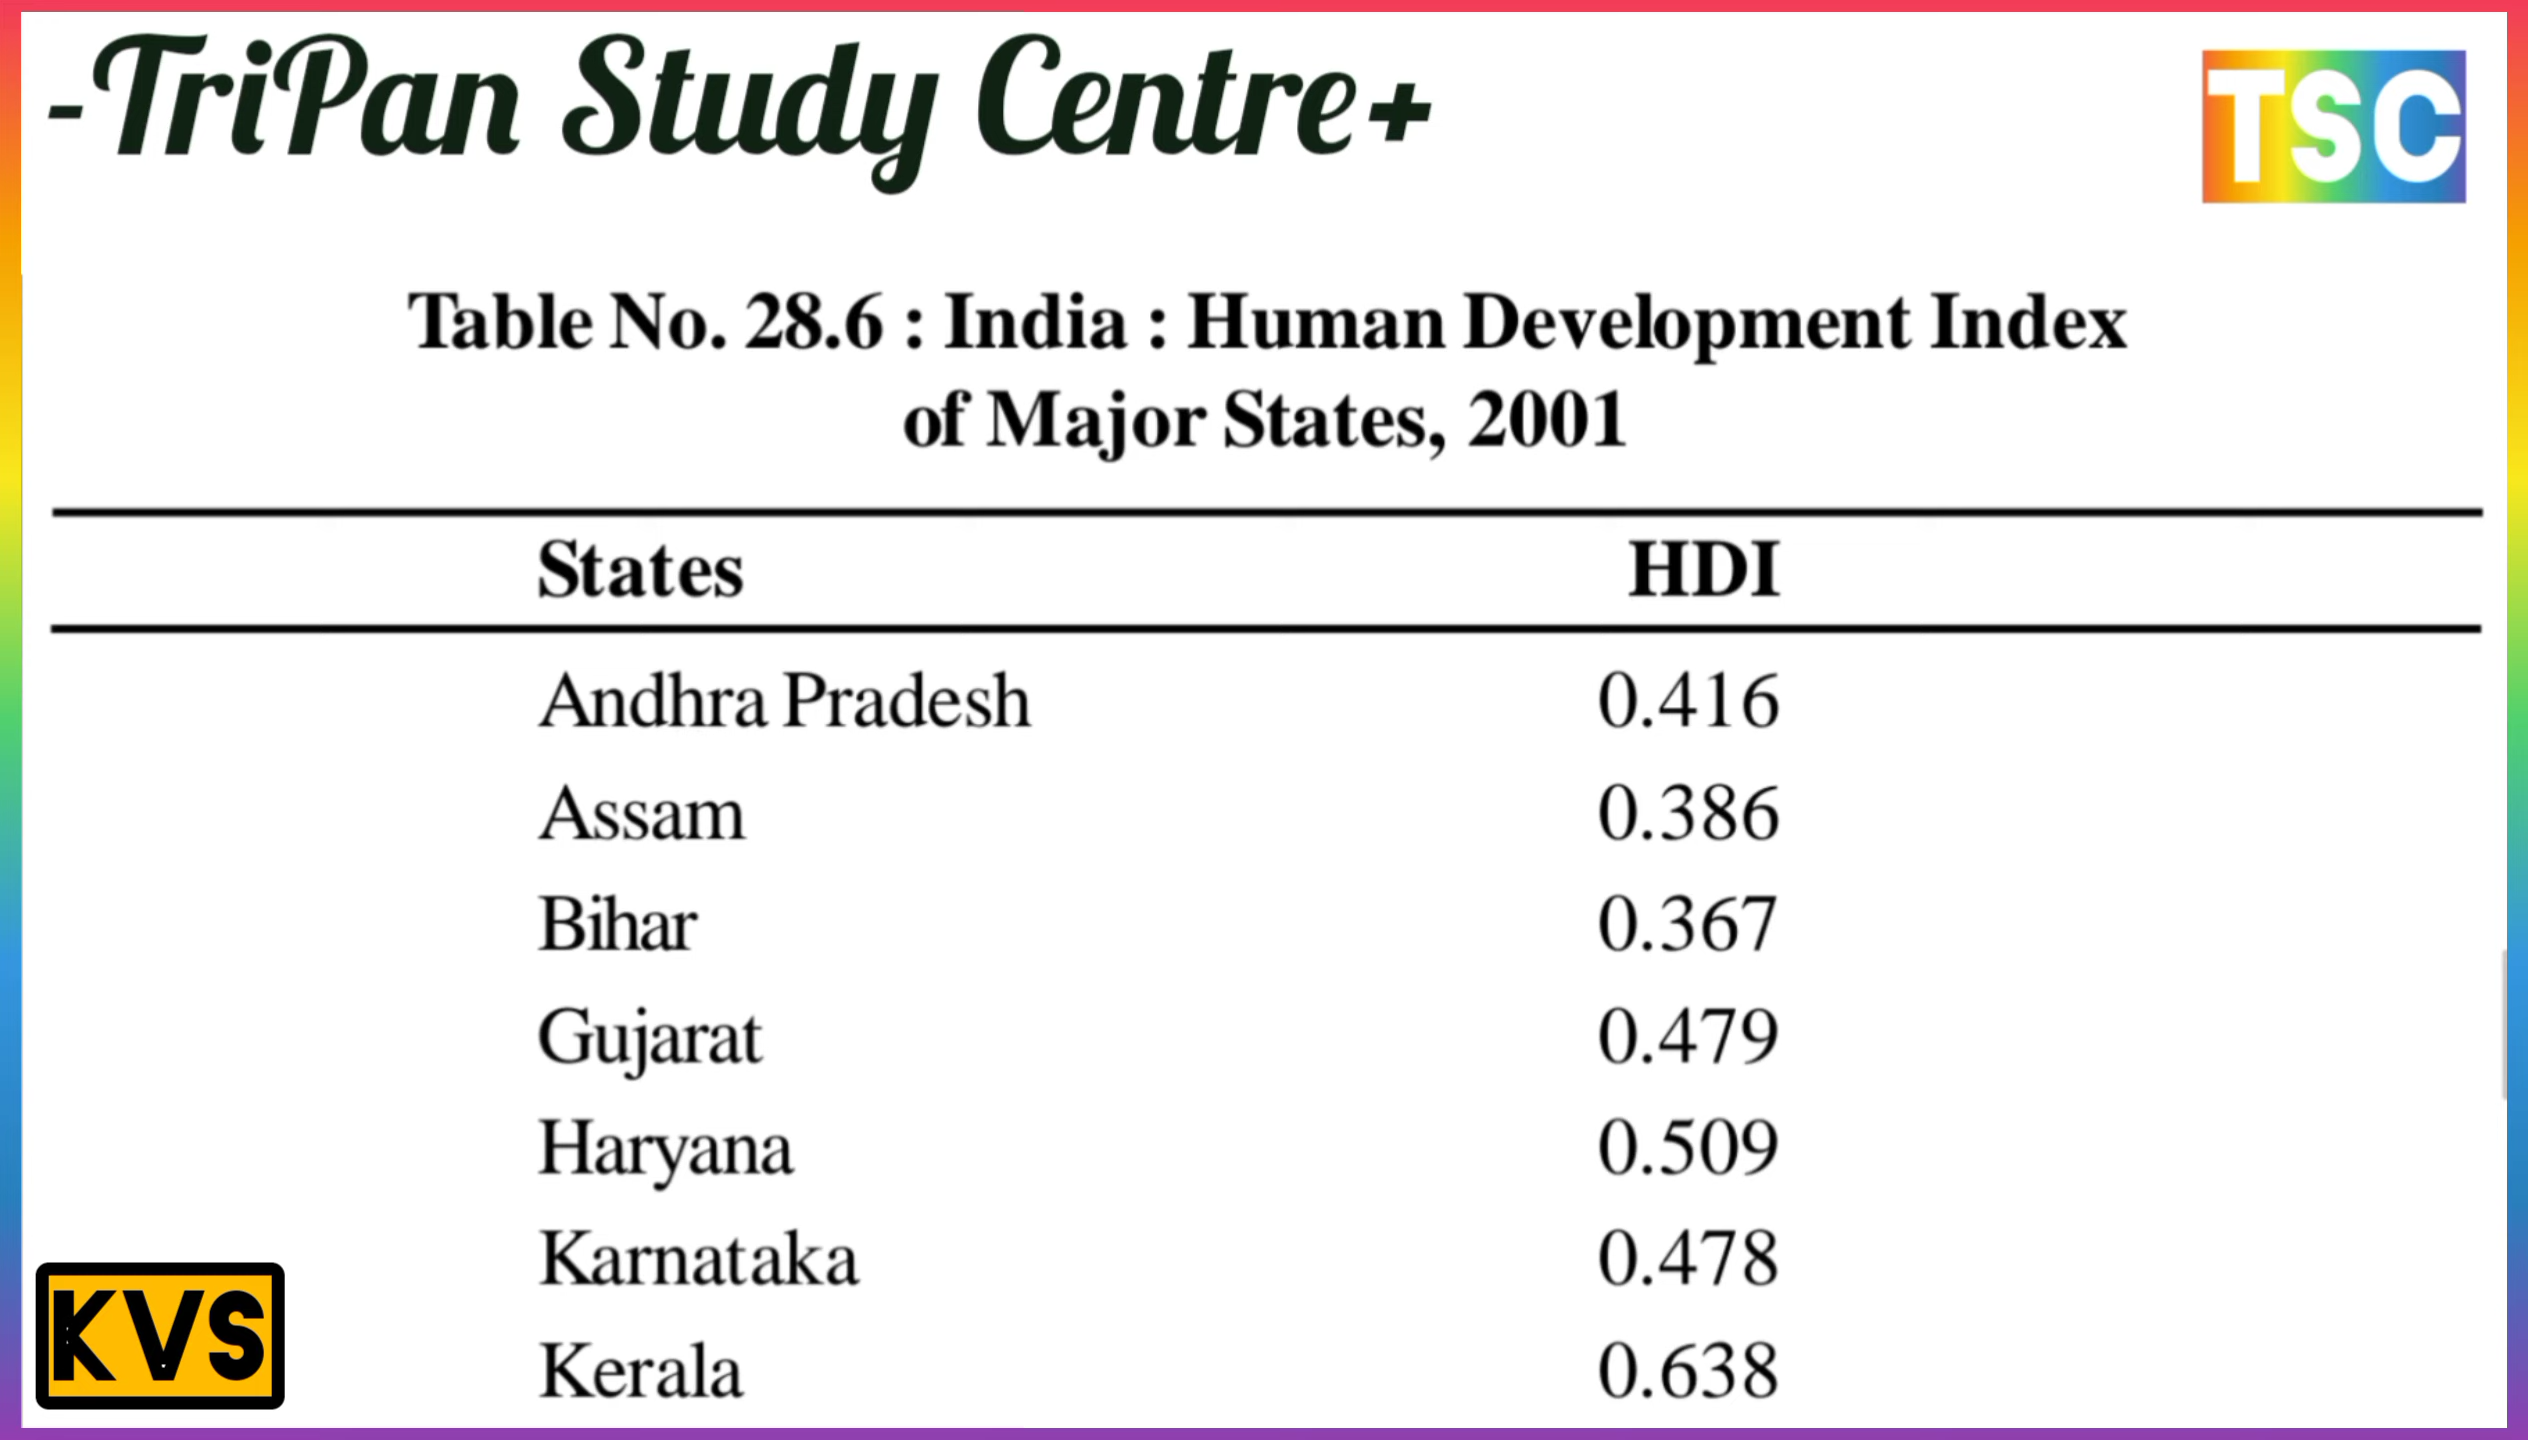 -TriPan Study Centre+
TSC
Table No. 28.6 : India : Human Development Index
of Major States, 2001
States HDI
Andhra Pradesh 0.416
Assam 0.386
Bihar 0.367
Gujarat 0.479
Haryana 0.509
Karnataka 0.478
Kerala 0.638
KVS